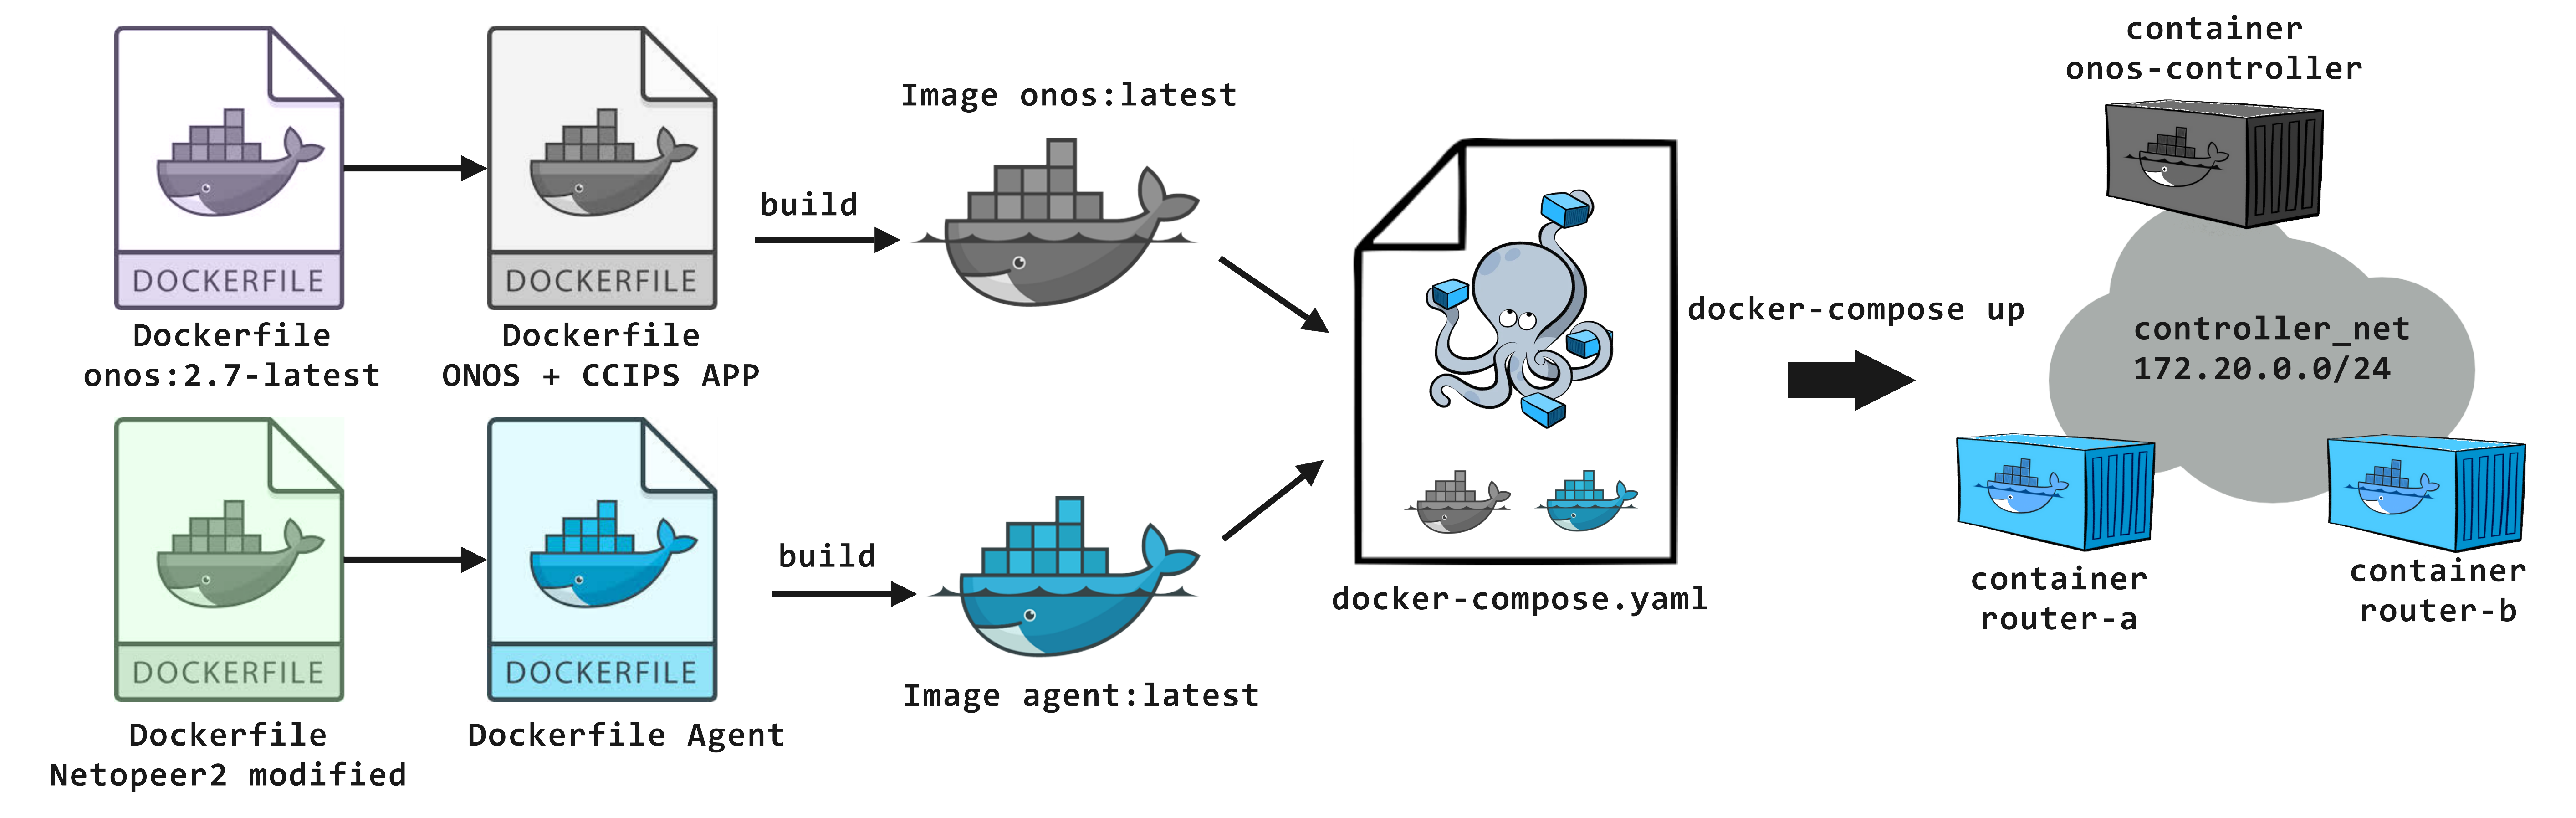 DOCKERFILE
Dockerfile
onos:2.7-latest
DOCKERFILE
Dockerfile
ONOS + CCIPS APP
build
Image onos:latest
DOCKERFILE
Dockerfile
Netopeer2 modified
DOCKERFILE
Dockerfile Agent
build
Image agent:latest
docker-compose.yaml
docker-compose up
container
onos-controller
controller_net
172.20.0.0/24
container
router-a
container
router-b